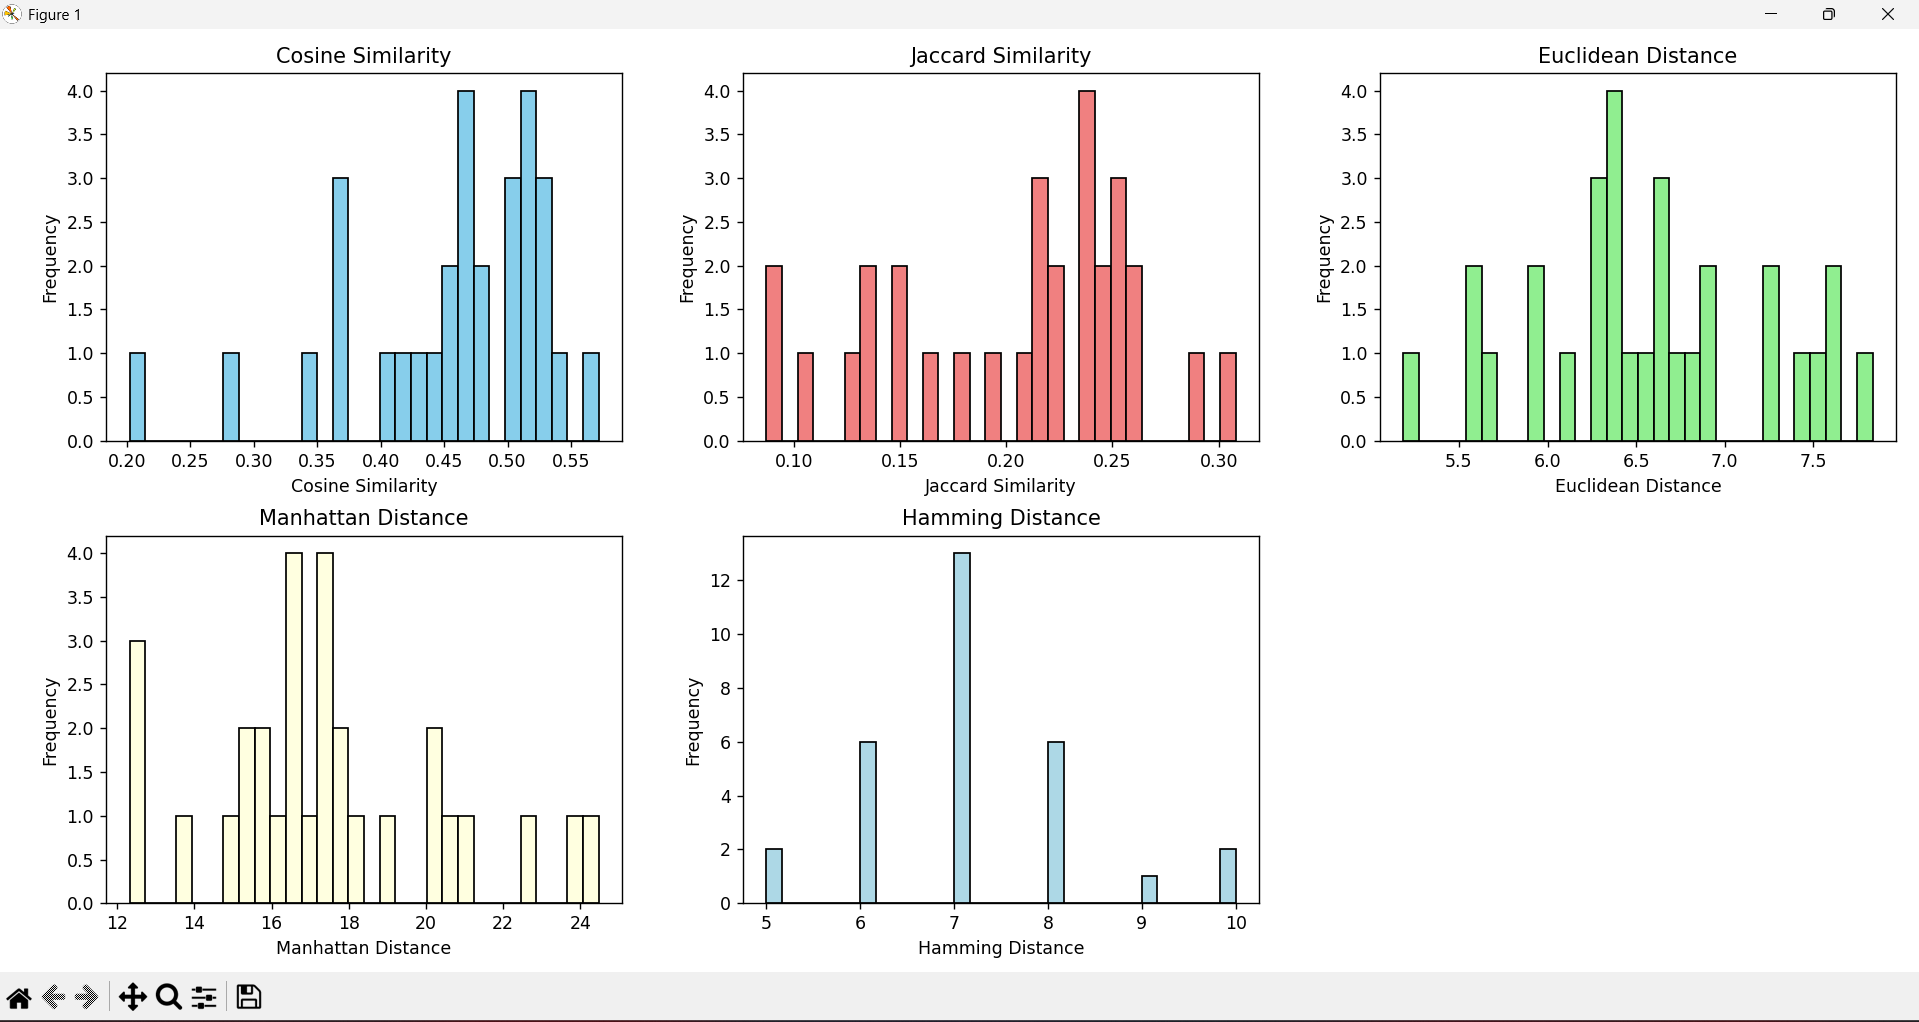 Figure 1
Cosine Similarity
4.0
3.5
3.0
2.5
2.0
1.5
1.0
0.5
0.0
Frequency
0.20 0.25 0.30 0.35 0.40 0.45 0.50 0.55
Cosine Similarity
Jaccard Similarity
4.0
3.5
3.0
2.5
2.0
1.5
1.0
0.5
0.0
Frequency
0.10 0.15 0.20 0.25 0.30
Jaccard Similarity
Euclidean Distance
4.0
3.5
3.0
2.5
2.0
1.5
1.0
0.5
0.0
Frequency
5.5 6.0 6.5 7.0 7.5
Euclidean Distance
Manhattan Distance
4.0
3.5
3.0
2.5
2.0
1.5
1.0
0.5
0.0
Frequency
12 14 16 18 20 22 24
Manhattan Distance
Hamming Distance
12
10
8
6
4
2
0
Frequency
5 6 7 8 9 10
Hamming Distance